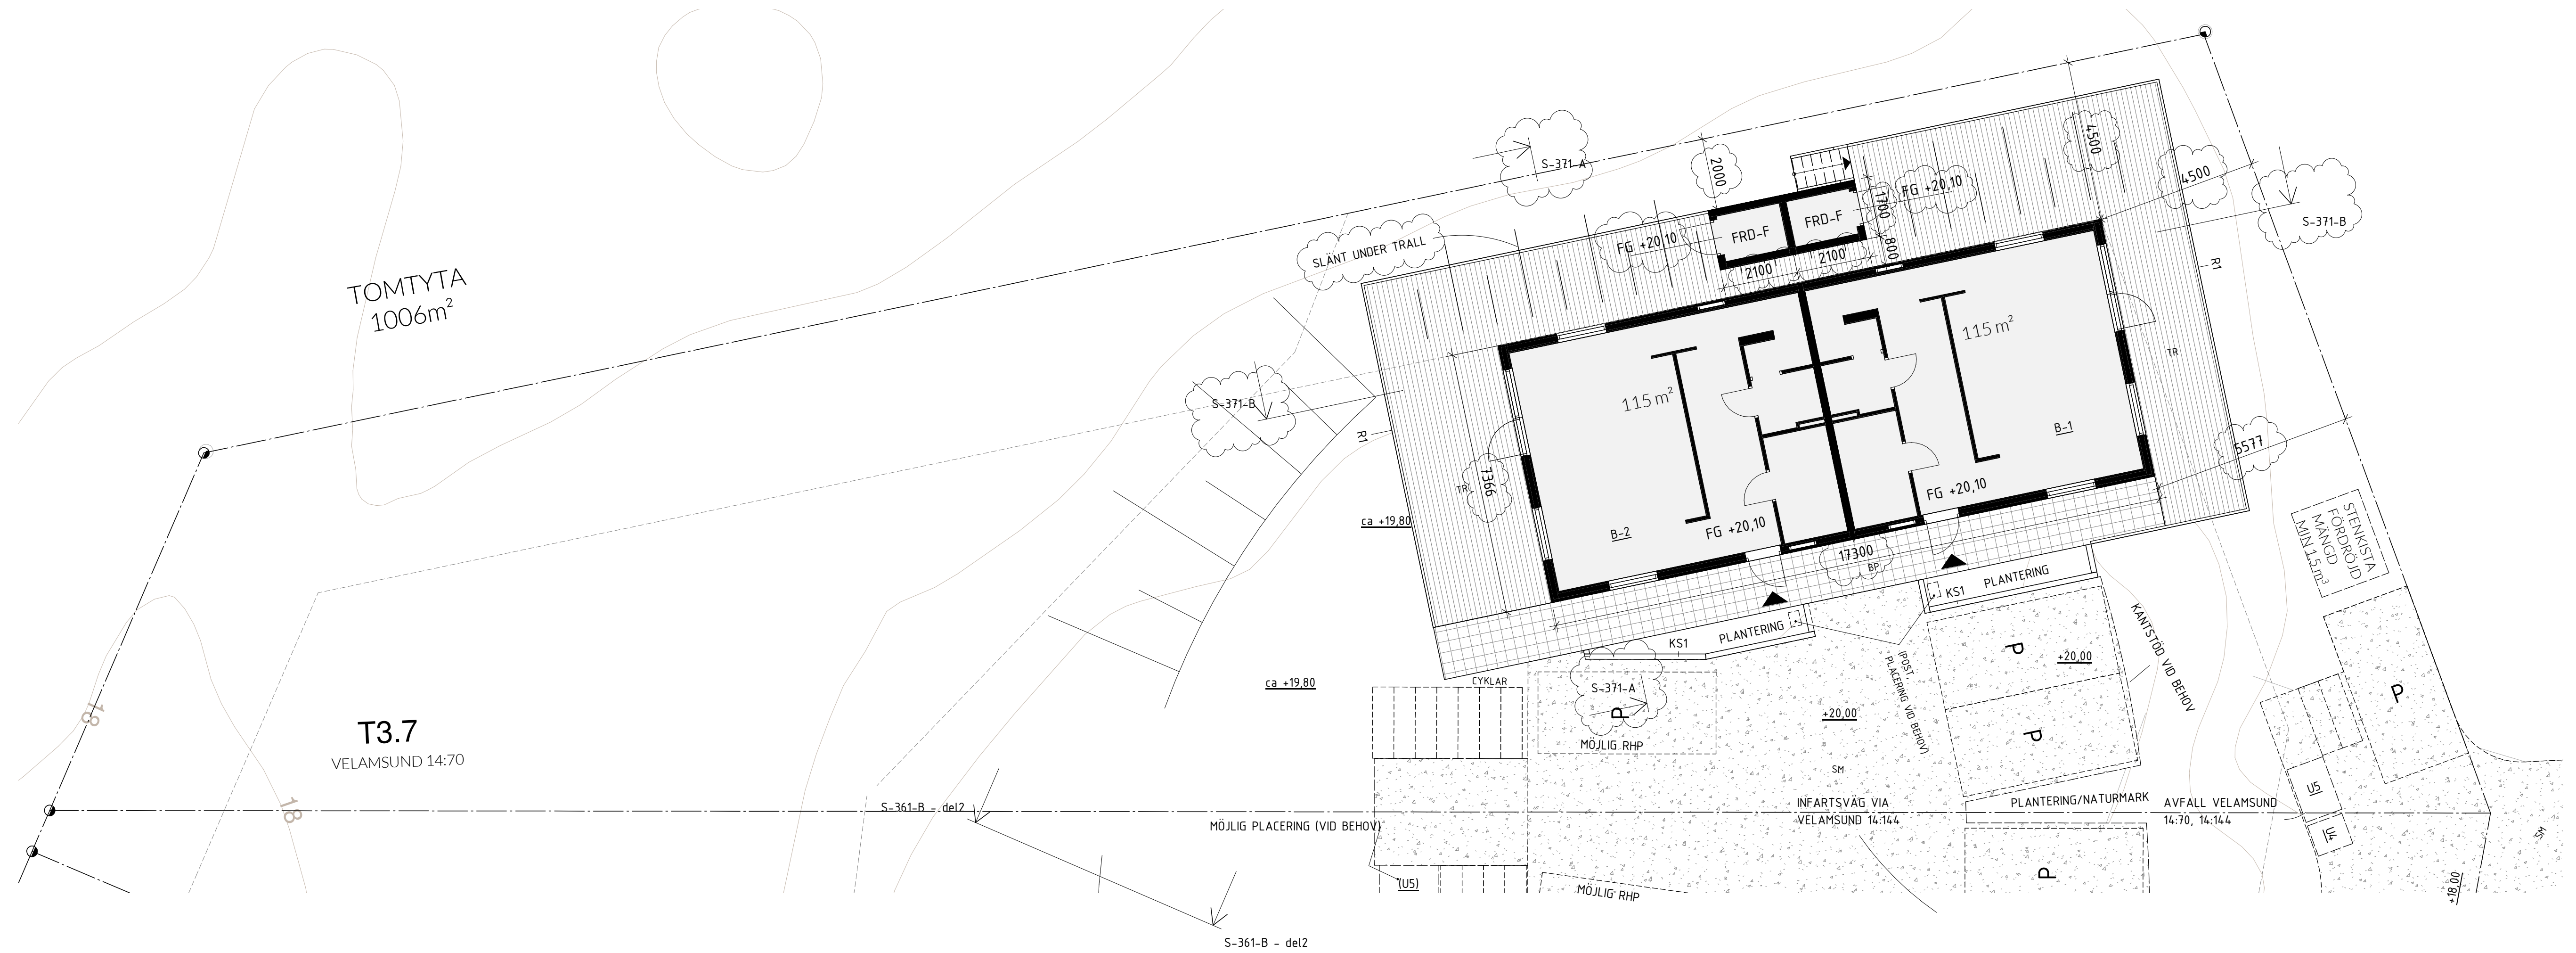 TOMTYTA
1006m²
T3.7
VELAMSUND 14:70
18
18
S-371-A
2000
4500
4500
FG +20,10
1700
FRD-F
FRD-F
FG +20,10
S-371-B
SLÄNT UNDER TRALL
2100
2100
800
R1
115 m²
115 m²
TR
S-371-B
R1
B-1
5577
TR
7366
ca +19,80
FG +20,10
FG +20,10
B-2
17300
BP
STENKISTA
FÖRDRÖJD
MÄNGD
MIN 1.5 m³
PLANTERING
KS1
KS1
PLANTERING
KANTSTÖD VID BEHOV
(POST
PLACERING VID BEHOV)
P
+20,00
ca +19,80
CYKLAR
S-371-A
P
MÖJLIG RHP
+20,00
P
P
SM
S-361-B - del2
MÖJLIG PLACERING (VID BEHOV)
INFARTSVÄG VIA
VELAMSUND 14:144
PLANTERING/NATURMARK
AVFALL VELAMSUND
14:70, 14:144
U5
U4
SM
P
(U5)
MÖJLIG RHP
+18,00
S-361-B - del2